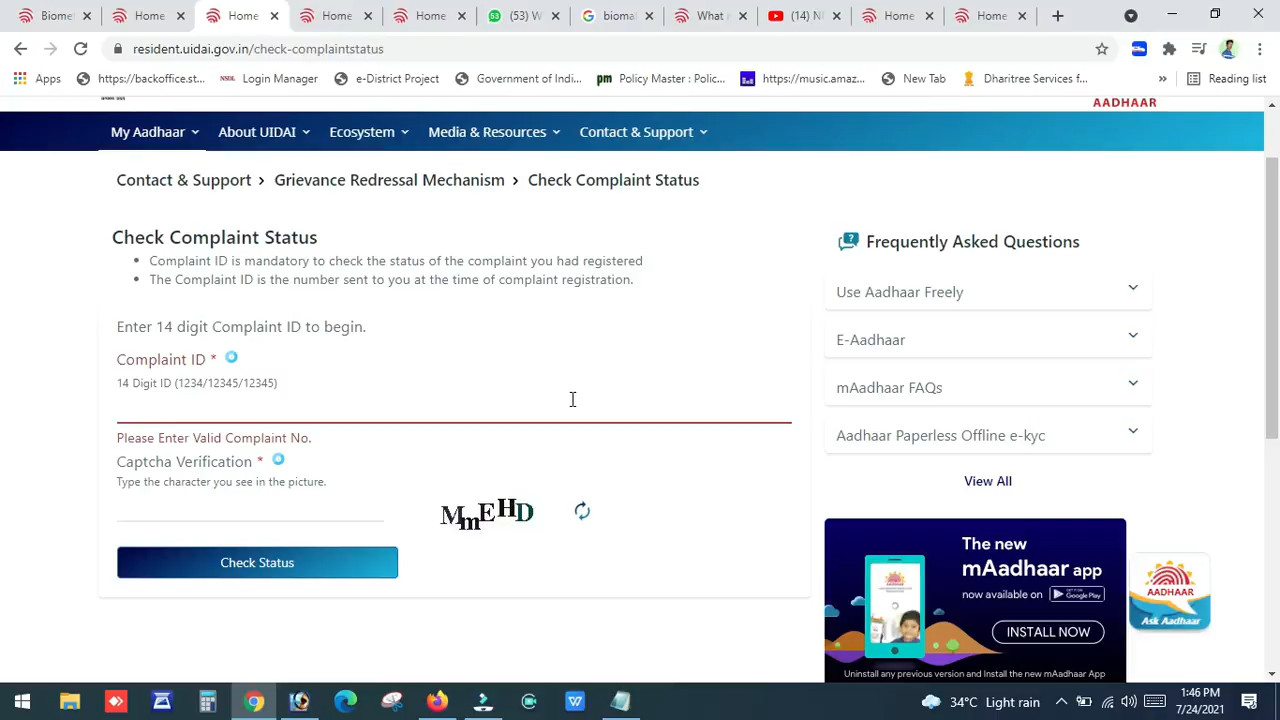 Biome
Home
Home
Home
(53) W
biomal
What r
(14) NI
Home
Home
resident.uidai.gov.in/check-complaintstatus
Apps
https://backoffice.st...
NSDL Login Manager
e-District Project
Government of Indi...
pm Policy Master : Polic...
https://music.amaz...
New Tab
Dharitree Services f...
»
Reading list
AADHAAR
My Aadhaar
About UIDAI
Ecosystem
Media & Resources
Contact & Support
Contact & Support > Grievance Redressal Mechanism > Check Complaint Status
Check Complaint Status
• Complaint ID is mandatory to check the status of the complaint you had registered
• The Complaint ID is the number sent to you at the time of complaint registration.
Enter 14 digit Complaint ID to begin.
Complaint ID *
14 Digit ID (1234/12345/12345)
Please Enter Valid Complaint No.
Captcha Verification *
Type the character you see in the picture.
MmEHD
Check Status
Frequently Asked Questions
Use Aadhaar Freely
E-Aadhaar
mAadhaar FAQs
Aadhaar Paperless Offline e-kyc
View All
The new
mAadhaar app
now available on
Google Play
INSTALL NOW
Uninstall any previous version and Install the new mAadhaar App
AADHAAR
Ask Aadhaar
34°C Light rain
1:46 PM
7/24/2021